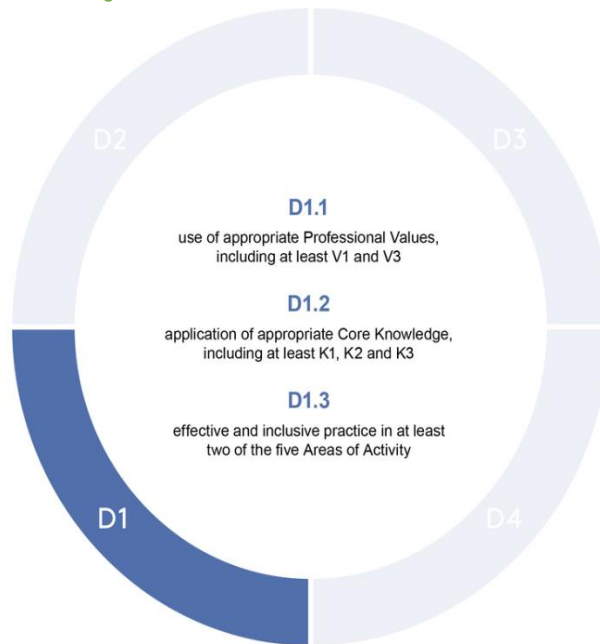 D2
D3
D1.1
use of appropriate Professional Values,
including at least V1 and V3
D1.2
application of appropriate Core Knowledge,
including at least K1, K2 and K3
D1.3
effective and inclusive practice in at least
two of the five Areas of Activity
D1
D4